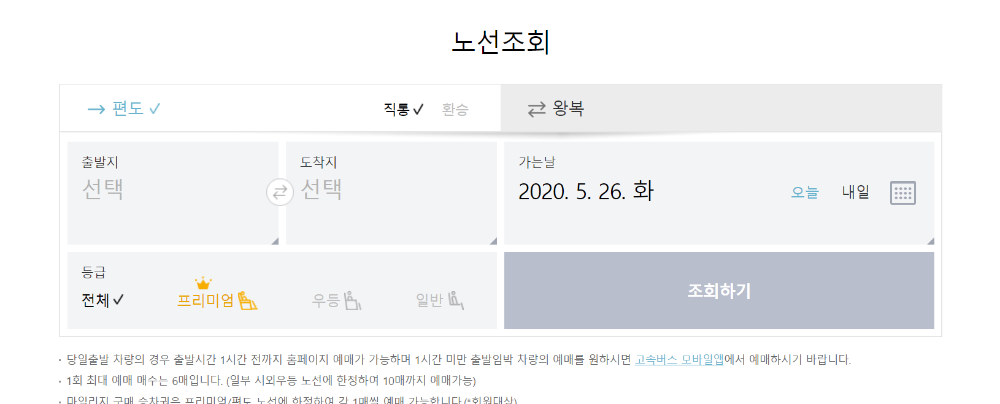 노선조회
편도 직통 환승 왕복
출발지 도착지 가는날
선택 선택 2020. 5. 26. 화 오늘 내일
등급
전체 프리미엄 우등 일반 조회하기
· 당일출발 차량의 경우 출발시간 1시간 전까지 홈페이지 예매가 가능하며 1시간 미만 출발임박 차량의 예매를 원하시면 고속버스 모바일앱에서 예매하시기 바랍니다.
· 1회 최대 예매 매수는 6매입니다. (일부 시외우등 노선에 한정하여 10매까지 예매가능)
· 마일리지 구매 승차권은 프리미엄/편도 노선에 한정하여 각 1매씩 예매 가능합니다.(*회원대상)